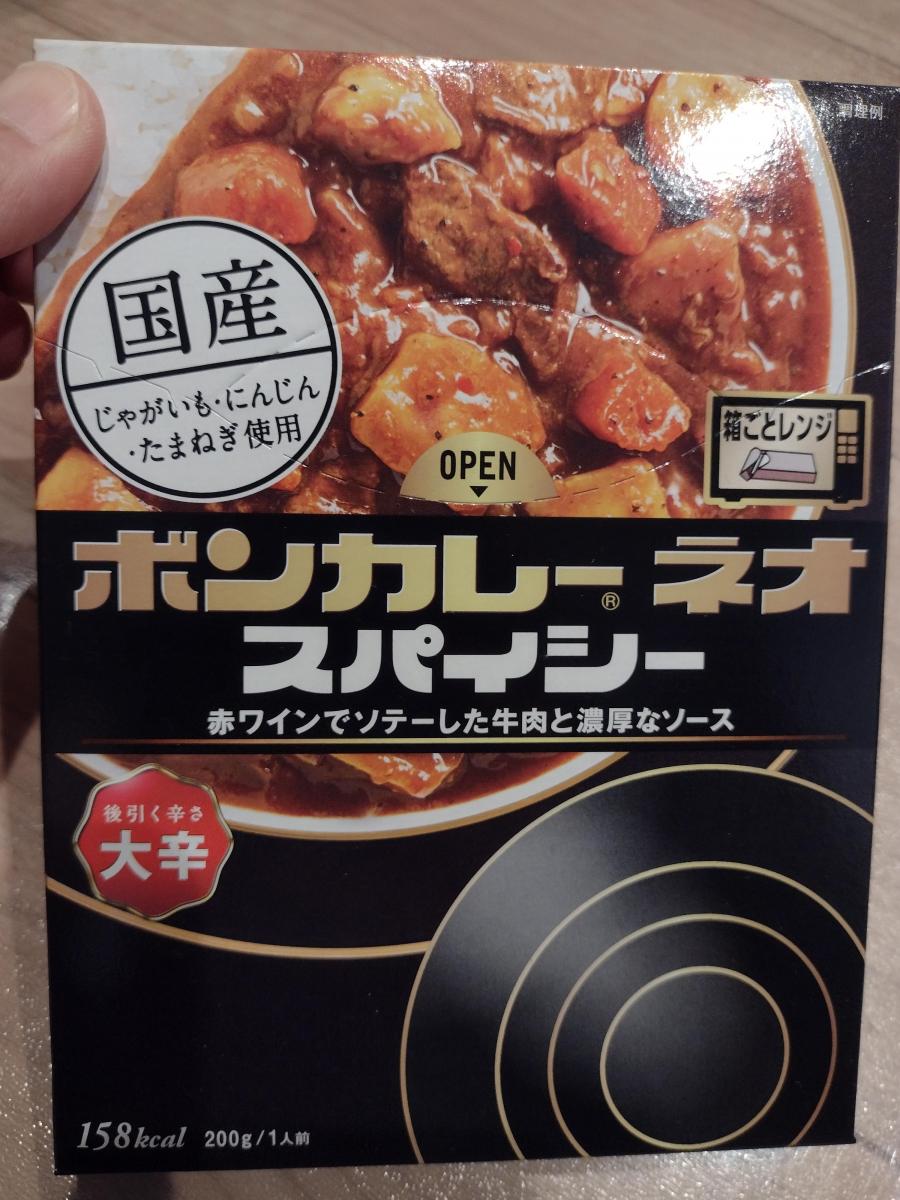 調理例
国産
じゃがいも・にんじん
・たまねぎ使用
箱ごとレンジ
OPEN
ボンカレー® ネオ
スパイシー
赤ワインでソテーした牛肉と濃厚なソース
後引く辛さ
大辛
158kcal 200g/1人前